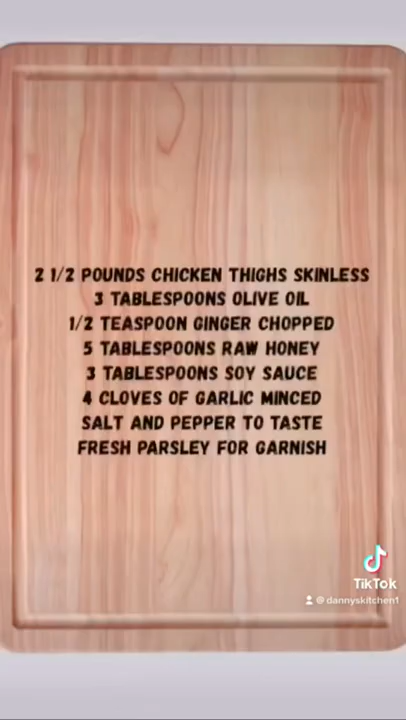 2 1/2 POUNDS CHICKEN THIGHS SKINLESS
3 TABLESPOONS OLIVE OIL
1/2 TEASPOON GINGER CHOPPED
5 TABLESPOONS RAW HONEY
3 TABLESPOONS SOY SAUCE
4 CLOVES OF GARLIC MINCED
SALT AND PEPPER TO TASTE
FRESH PARSLEY FOR GARNISH
TikTok
@dannyskitchen1